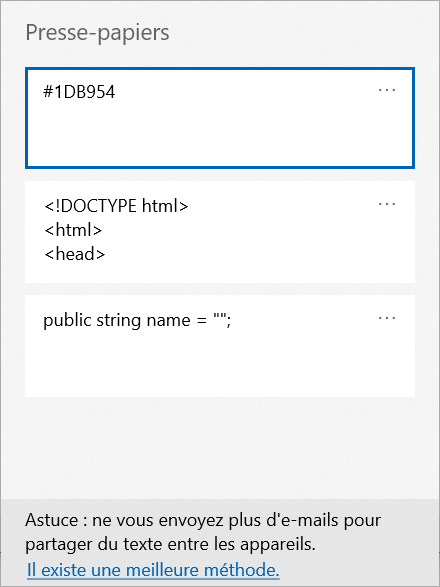 Presse-papiers
#1DB954
<!DOCTYPE html>
<html>
<head>
public string name = "";
Astuce : ne vous envoyez plus d'e-mails pour
partager du texte entre les appareils.
Il existe une meilleure méthode.